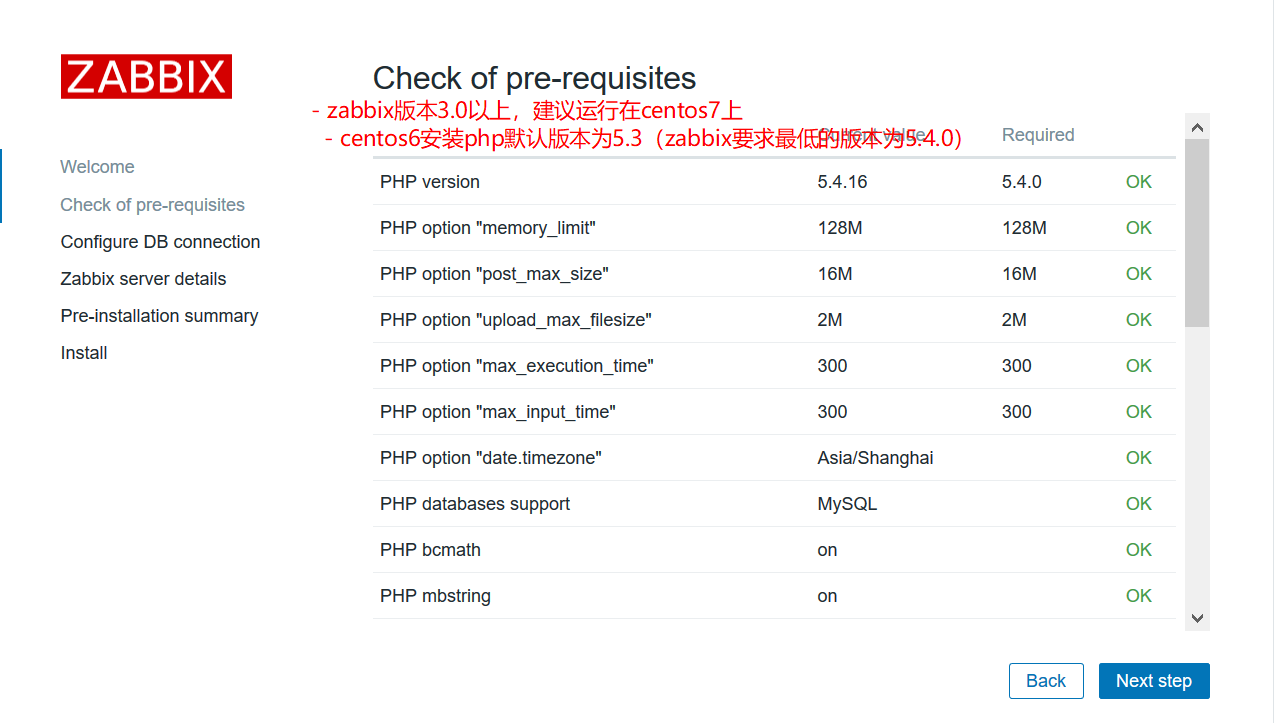 ZABBIX
Welcome
Check of pre-requisites
Configure DB connection
Zabbix server details
Pre-installation summary
Install
Check of pre-requisites
- zabbix版本3.0以上，建议运行在centos7上
- centos6安装php默认版本为5.3（zabbix要求最低的版本为5.4.0）
Current value Required
PHP version 5.4.16 5.4.0 OK
PHP option "memory_limit" 128M 128M OK
PHP option "post_max_size" 16M 16M OK
PHP option "upload_max_filesize" 2M 2M OK
PHP option "max_execution_time" 300 300 OK
PHP option "max_input_time" 300 300 OK
PHP option "date.timezone" Asia/Shanghai OK
PHP databases support MySQL OK
PHP bcmath on OK
PHP mbstring on OK
Back Next step